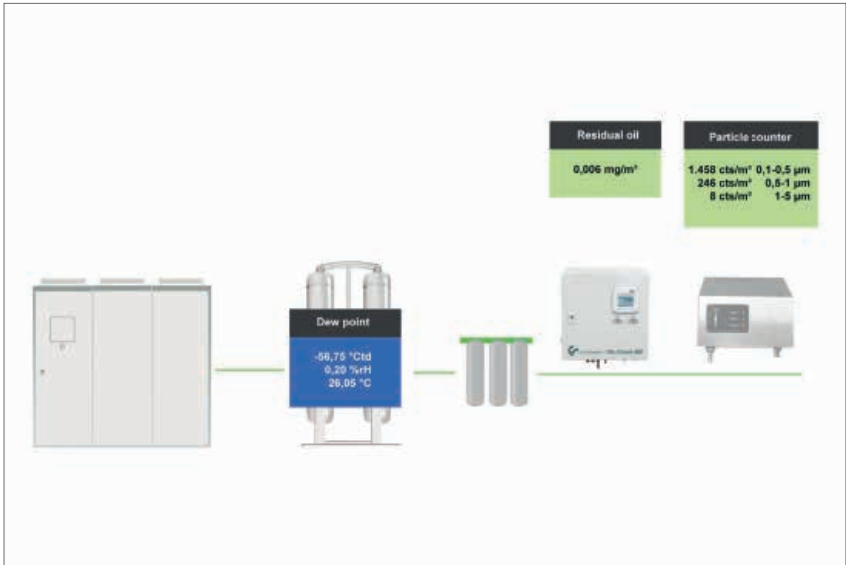 Residual oil
0,006 mg/m³
Particle counter
1.458 cts/m³ 0,1-0,5 µm
246 cts/m³ 0,5-1 µm
8 cts/m³ 1-5 µm
Dew point
-56,75 °Ctd
0,20 %rH
26,05 °C